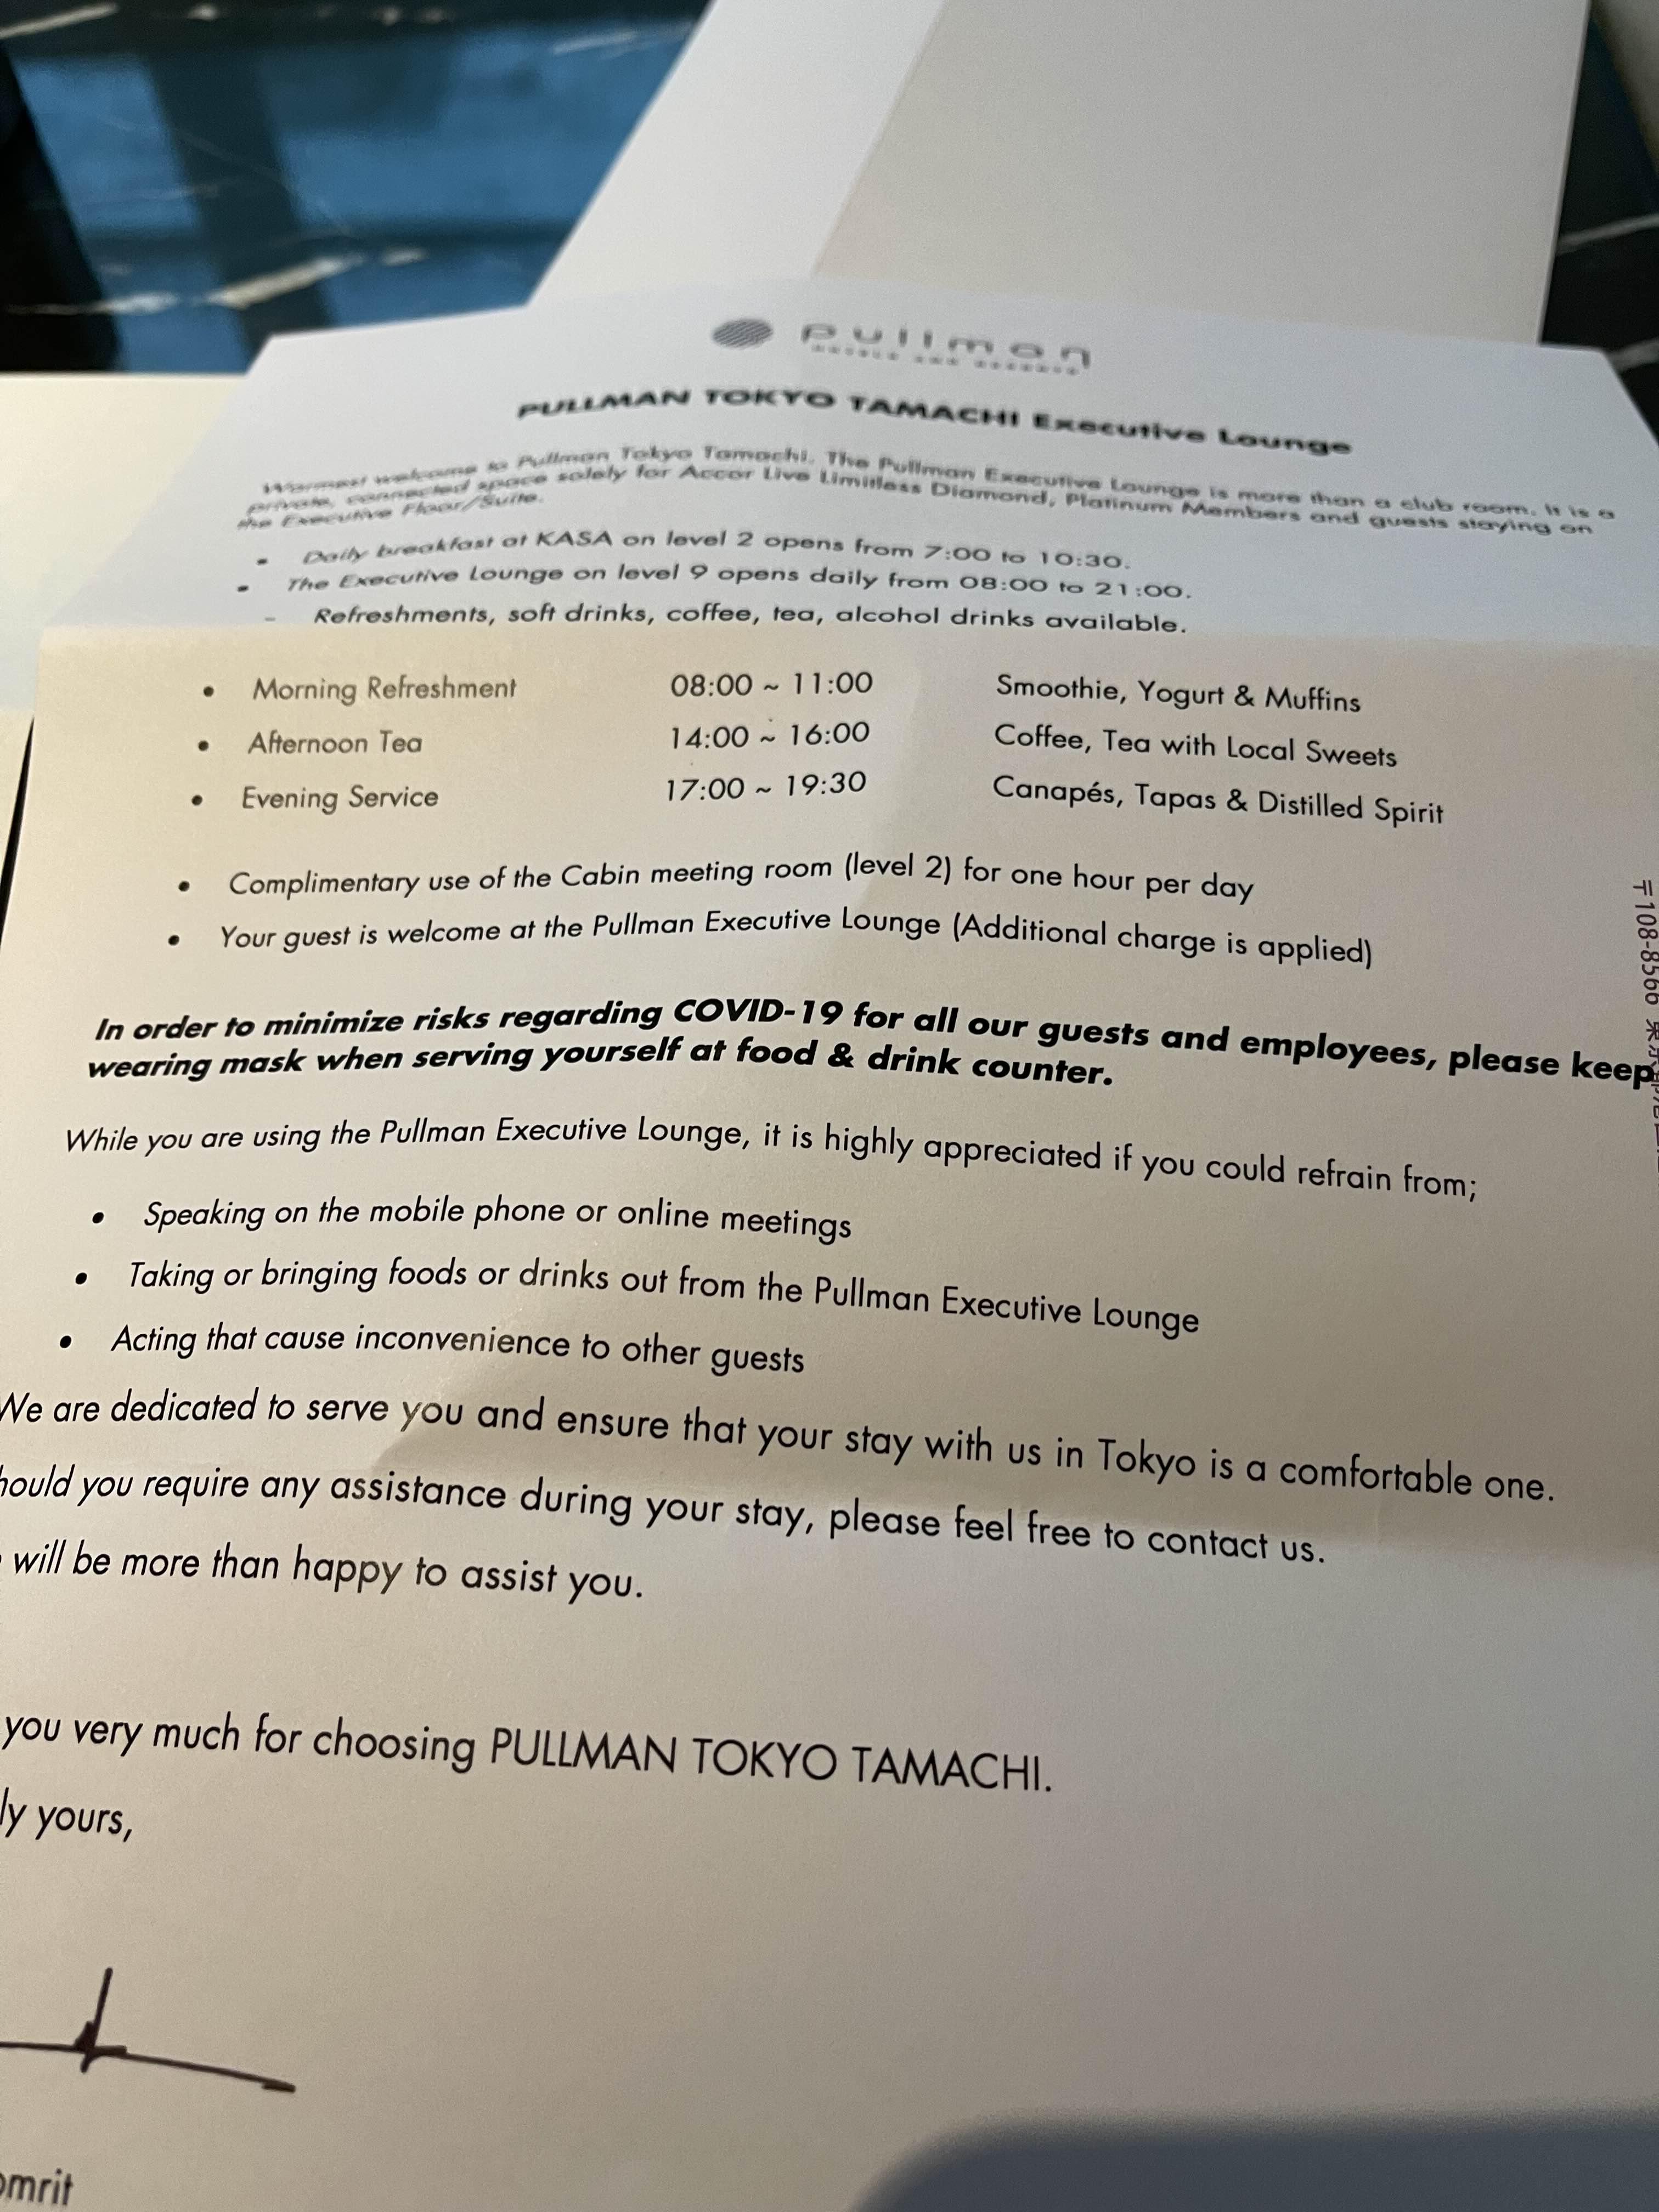 pullman
HOTELS AND RESORTS
PULLMAN TOKYO TAMACHI Executive Lounge
Warmest welcome to Pullman Tokyo Tamachi. The Pullman Executive Lounge is more than a club room. It is a
private, connected space solely for Accor Live Limitless Diamond, Platinum Members and guests staying on
the Executive Floor/Suite.
• Daily breakfast at KASA on level 2 opens from 7:00 to 10:30.
• The Executive Lounge on level 9 opens daily from 08:00 to 21:00.
- Refreshments, soft drinks, coffee, tea, alcohol drinks available.
• Morning Refreshment 08:00 ~ 11:00 Smoothie, Yogurt & Muffins
• Afternoon Tea 14:00 ~ 16:00 Coffee, Tea with Local Sweets
• Evening Service 17:00 ~ 19:30 Canapés, Tapas & Distilled Spirit
• Complimentary use of the Cabin meeting room (level 2) for one hour per day
• Your guest is welcome at the Pullman Executive Lounge (Additional charge is applied)
In order to minimize risks regarding COVID-19 for all our guests and employees, please keep
wearing mask when serving yourself at food & drink counter.
While you are using the Pullman Executive Lounge, it is highly appreciated if you could refrain from;
• Speaking on the mobile phone or online meetings
• Taking or bringing foods or drinks out from the Pullman Executive Lounge
• Acting that cause inconvenience to other guests
We are dedicated to serve you and ensure that your stay with us in Tokyo is a comfortable one.
hould you require any assistance during your stay, please feel free to contact us.
will be more than happy to assist you.
you very much for choosing PULLMAN TOKYO TAMACHI.
ly yours,
omrit
〒108-8566